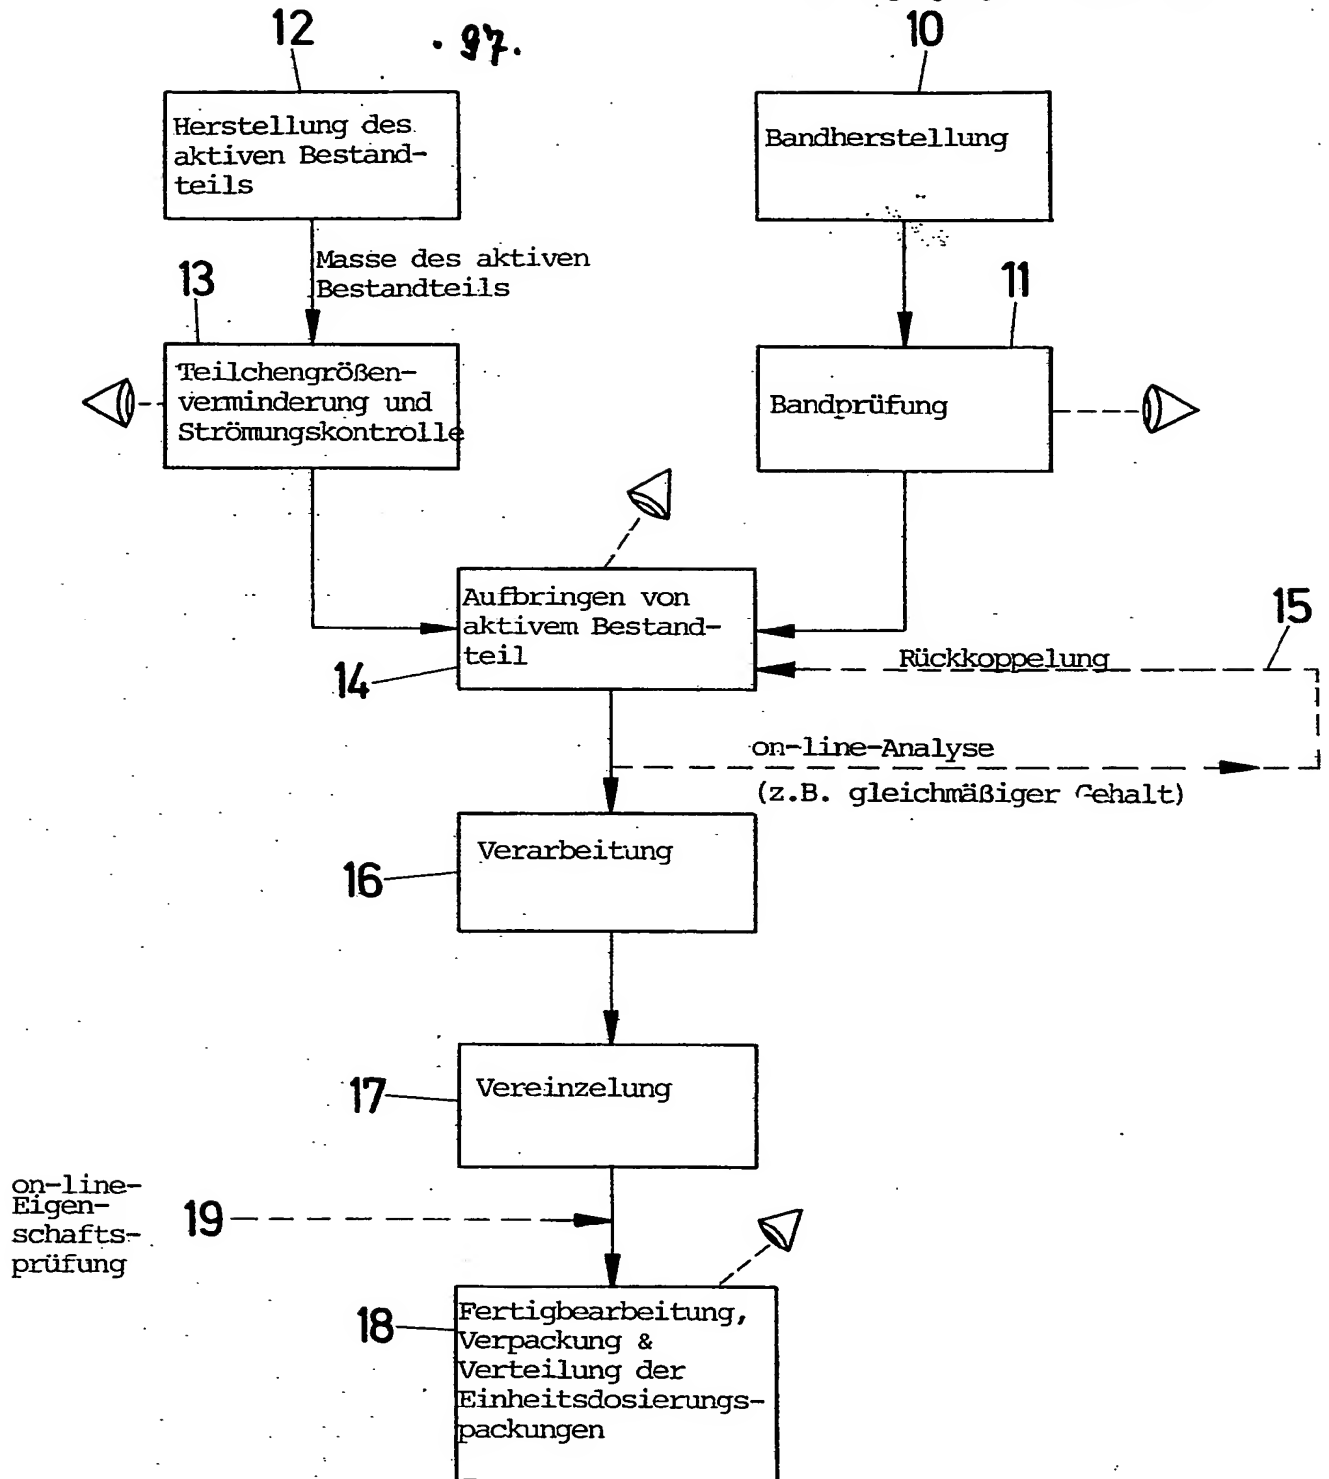 12
. 97.
10
Herstellung des
aktiven Bestand-
teils
Bandherstellung
Masse des aktiven
Bestandteils
13
11
Teilchengrößen-
verminderung und
Strömungskontrolle
Bandprüfung
Aufbringen von
aktivem Bestand-
teil
14
15
Rückkoppelung
on-line-Analyse
(z.B. gleichmäßiger Gehalt)
Verarbeitung
16
Vereinzelung
17
on-line-
Eigen-
schafts-
prüfung
19
18
Fertigbearbeitung,
Verpackung &
Verteilung der
Einheitsdosierungs-
packungen